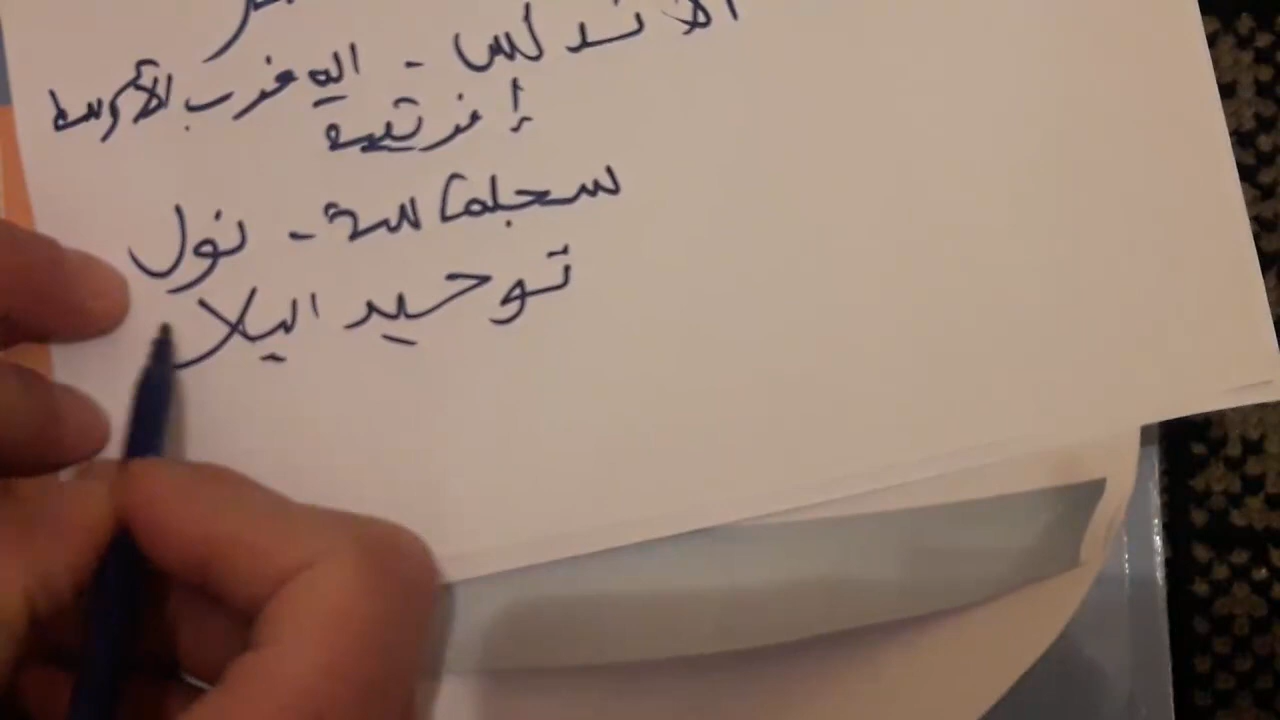 الأندلس - المغرب الأوسط
إفريقية
سجلماسة - نول
توحيد البلا